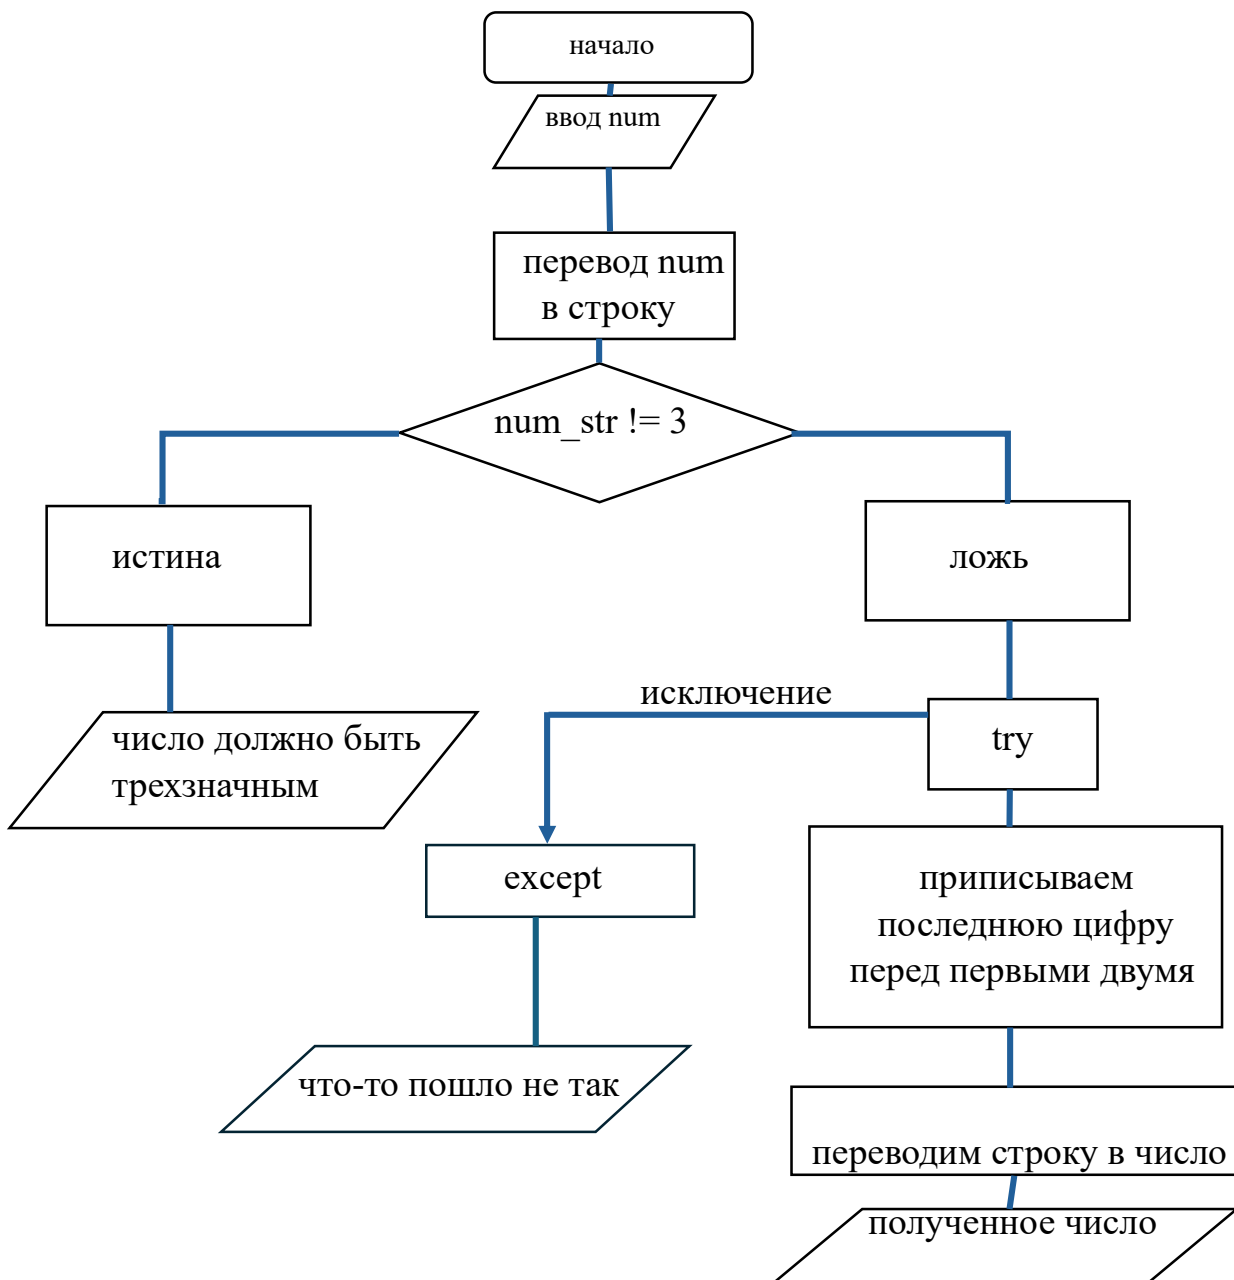 начало
ввод num
перевод num
в строку
num_str != 3
истина
ложь
исключение
try
число должно быть
трехзначным
except
приписываем
последнюю цифру
перед первыми двумя
что-то пошло не так
переводим строку в число
полученное число